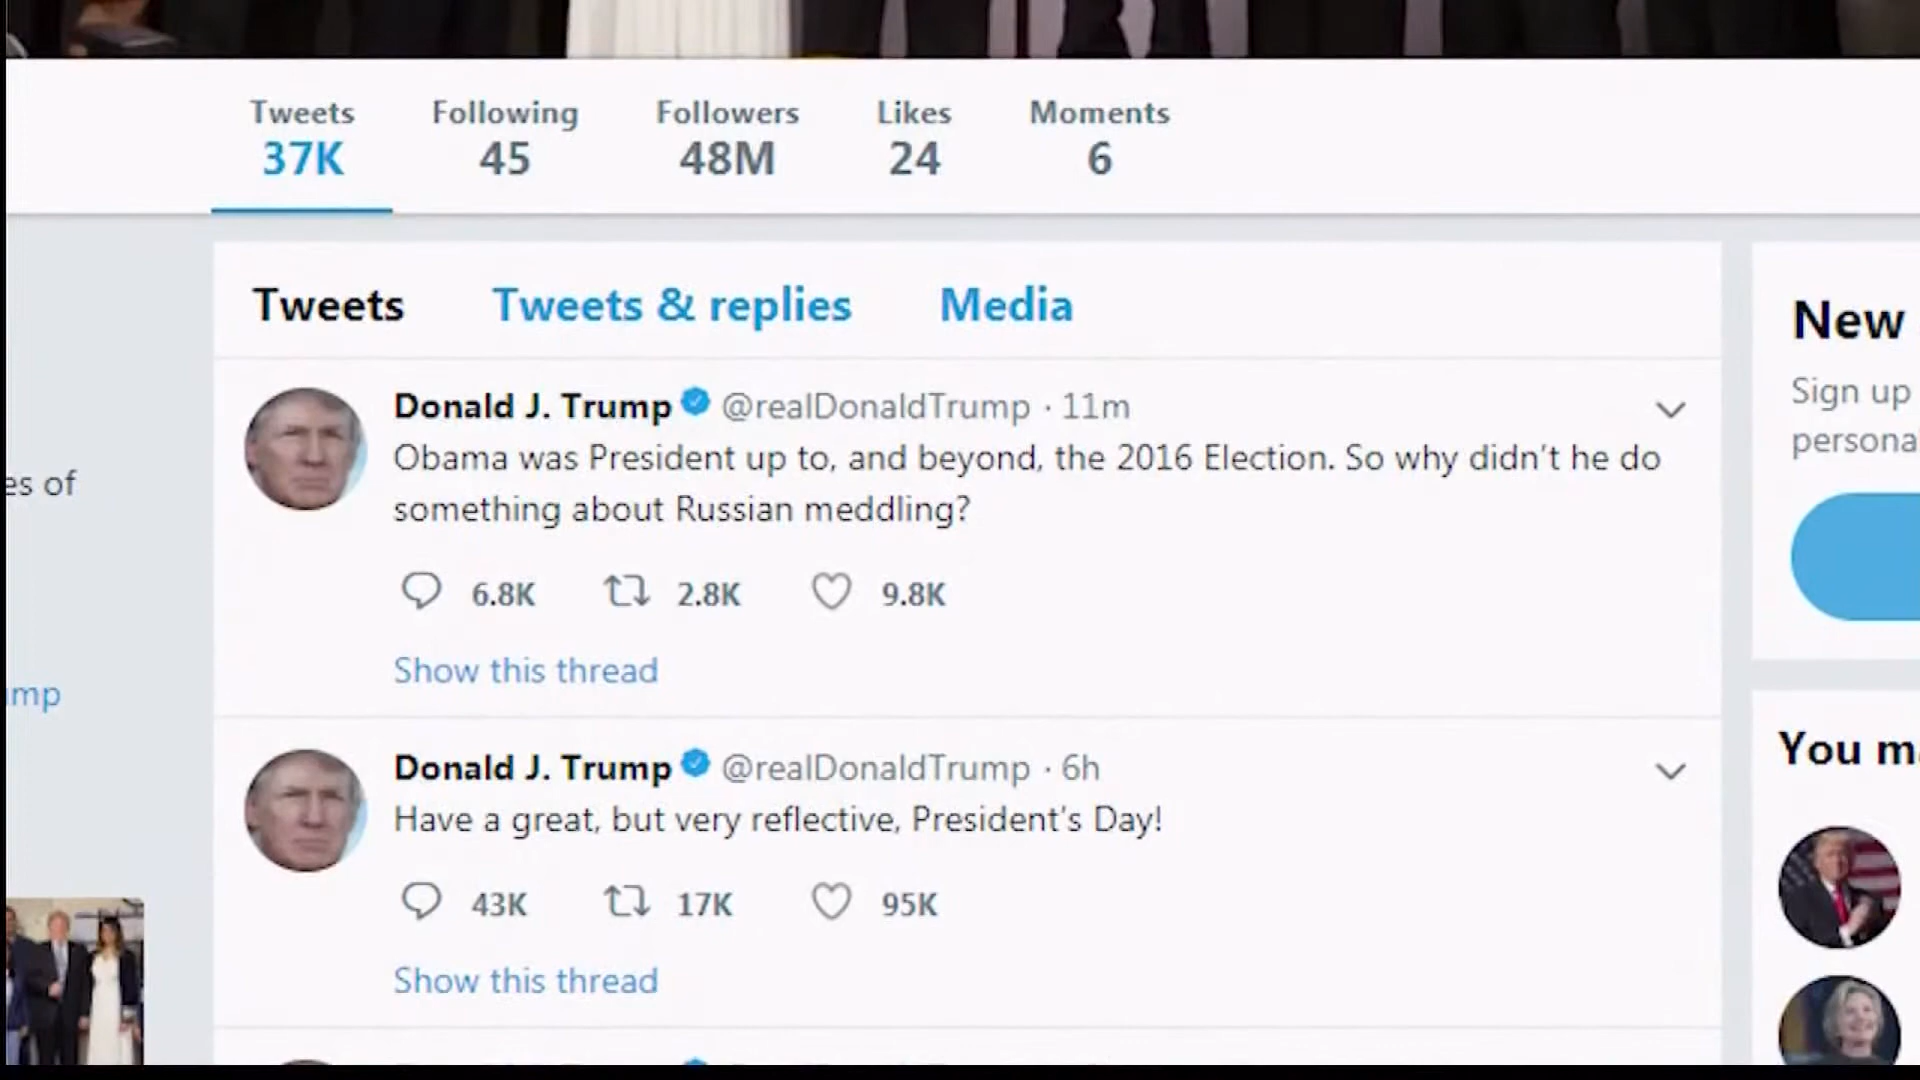 Tweets Following Followers Likes Moments
37K 45 48M 24 6
Tweets Tweets & replies Media
Donald J. Trump @realDonaldTrump · 11m
Obama was President up to, and beyond, the 2016 Election. So why didn't he do
something about Russian meddling?
6.8K 2.8K 9.8K
Show this thread
Donald J. Trump @realDonaldTrump · 6h
Have a great, but very reflective, President's Day!
43K 17K 95K
Show this thread
es of
mp
New
Sign up
persona
You m